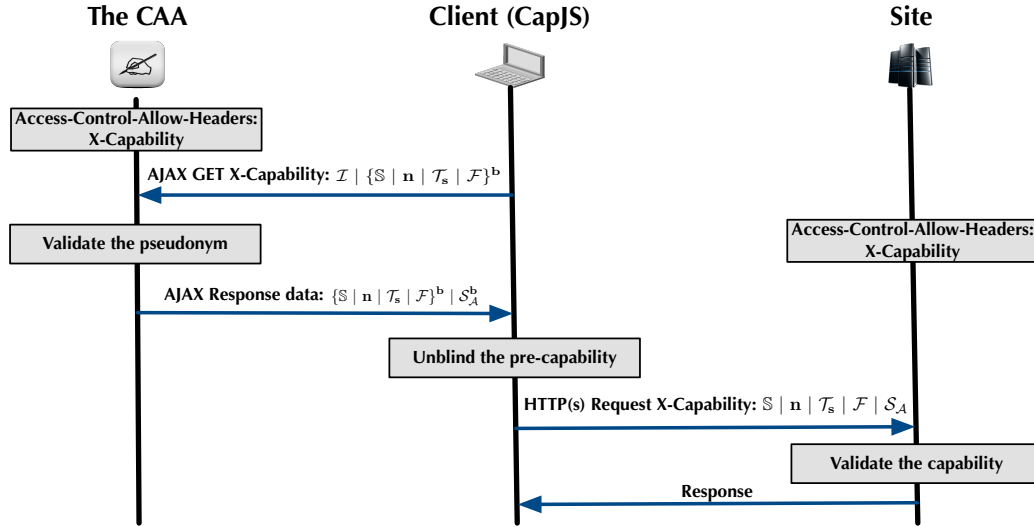 The CAA
Client (CapJS)
Site
Access-Control-Allow-Headers:
X-Capability
AJAX GET X-Capability: ℐ | {𝕊 | n | 𝒯ₛ | ℱ}ᵇ
Validate the pseudonym
Access-Control-Allow-Headers:
X-Capability
AJAX Response data: {𝕊 | n | 𝒯ₛ | ℱ}ᵇ | 𝒮ᵇ_𝒜
Unblind the pre-capability
HTTP(s) Request X-Capability: 𝕊 | n | 𝒯ₛ | ℱ | 𝒮_𝒜
Validate the capability
Response